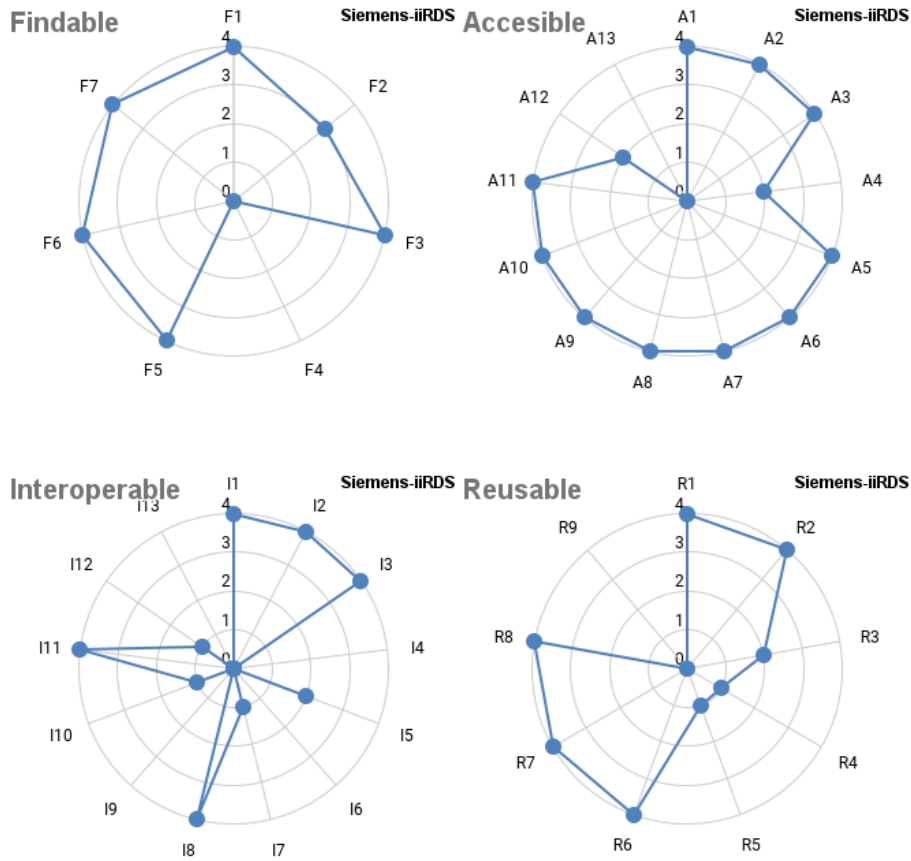 Findable
Siemens-iiRDS
F1
F2
F3
F4
F5
F6
F7
4
3
2
1
0
Accesible
Siemens-iiRDS
A1
A2
A3
A4
A5
A6
A7
A8
A9
A10
A11
A12
A13
4
3
2
1
0
Interoperable
Siemens-iiRDS
I1
I2
I3
I4
I5
I6
I7
I8
I9
I10
I11
I12
I13
4
3
2
1
0
Reusable
Siemens-iiRDS
R1
R2
R3
R4
R5
R6
R7
R8
R9
4
3
2
1
0